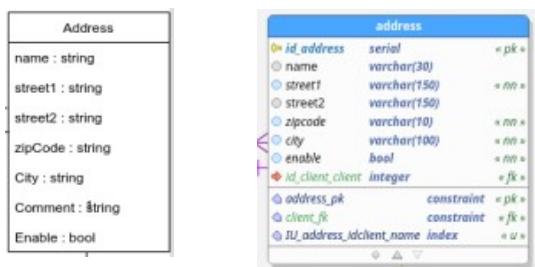 Address
name : string
street1 : string
street2 : string
zipCode : string
City : string
Comment : string
Enable : bool
address
id_address serial « pk »
name varchar(30)
street1 varchar(150) « nn »
street2 varchar(150)
zipcode varchar(10) « nn »
city varchar(100) « nn »
enable bool « nn »
id_client_client integer « fk »
address_pk constraint « pk »
client_fk constraint « fk »
IU_address_idclient_name index « u »